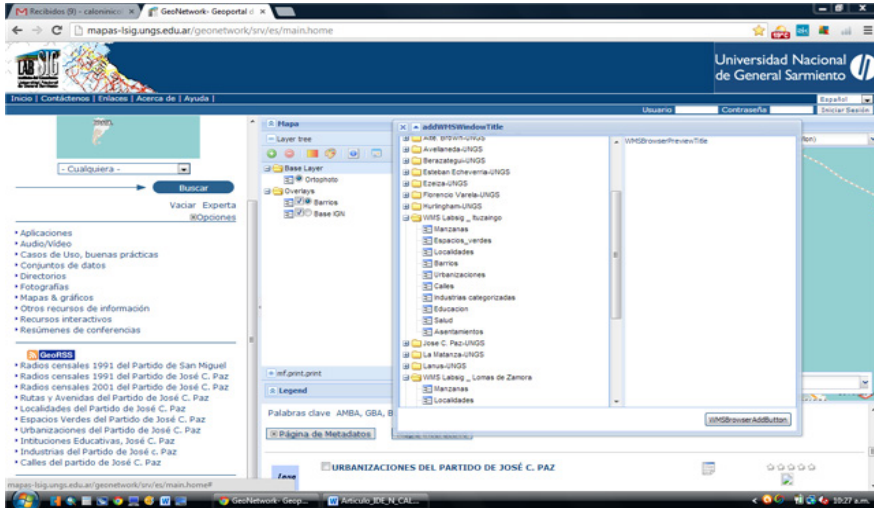 Recibidos (9) - caloninico
GeoNetwork- Geoportal d
mapas-lsig.ungs.edu.ar/geonetwork/srv/es/main.home
LAB SIG
Universidad Nacional
de General Sarmiento
Inicio | Contáctenos | Enlaces | Acerca de | Ayuda |
Español
Usuario
Contraseña
Iniciar Sesión
- Cualquiera -
Buscar
Vaciar Experta
Opciones
Aplicaciones
Audio/Vídeo
Casos de Uso, buenas prácticas
Conjuntos de datos
Directorios
Fotografías
Mapas & gráficos
Otros recursos de información
Recursos interactivos
Resúmenes de conferencias
GeoRSS
Radios censales 1991 del Partido de San Miguel
Radios censales 1991 del Partido de José C. Paz
Radios censales 2001 del Partido de José C. Paz
Rutas y Avenidas del Partido de José C. Paz
Localidades del Partido de José C. Paz
Espacios Verdes del Partido de José C. Paz
Urbanizaciones del Partido de José C. Paz
Intituciones Educativas, José C. Paz
Industrias del Partido de José c. Paz
Calles del partido de José C. Paz
mapas-lsig.ungs.edu.ar/geonetwork/srv/es/main.home#
Mapa
Layer tree
Base Layer
Ortophoto
Overlays
Barrios
Base IGN
mf.print.print
Legend
Palabras clave AMBA, GBA, B
Página de Metadatos
addWMSWindowTitle
Alte. Brown-UNGS
Avellaneda-UNGS
Berazategui-UNGS
Esteban Echeverria-UNGS
Ezeiza-UNGS
Florencio Varela-UNGS
Hurlingham-UNGS
WMS Labsig _ Ituzaingo
Manzanas
Espacios_verdes
Localidades
Barrios
Urbanizaciones
Calles
Industrias categorizadas
Educacion
Salud
Asentamientos
Jose C. Paz-UNGS
La Matanza-UNGS
Lanus-UNGS
WMS Labsig _ Lomas de Zamora
Manzanas
Localidades
WMSBrowserPreviewTitle
WMSBrowserAddButton
URBANIZACIONES DEL PARTIDO DE JOSÉ C. PAZ
GeoNetwork- Geop...
Articulo_IDE_N_CAL...
10:27 a.m.